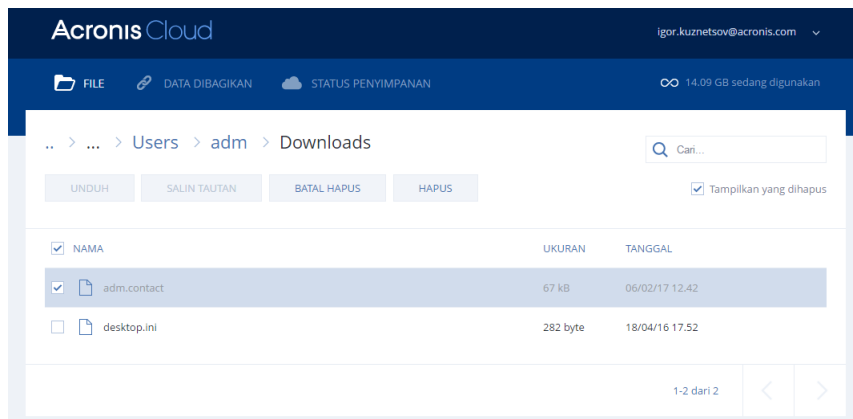 Acronis Cloud
igor.kuznetsov@acronis.com
FILE
DATA DIBAGIKAN
STATUS PENYIMPANAN
14.09 GB sedang digunakan
.. > ... > Users > adm > Downloads
Cari...
UNDUH
SALIN TAUTAN
BATAL HAPUS
HAPUS
Tampilkan yang dihapus
NAMA UKURAN TANGGAL
adm.contact 67 kB 06/02/17 12.42
desktop.ini 282 byte 18/04/16 17.52
1-2 dari 2